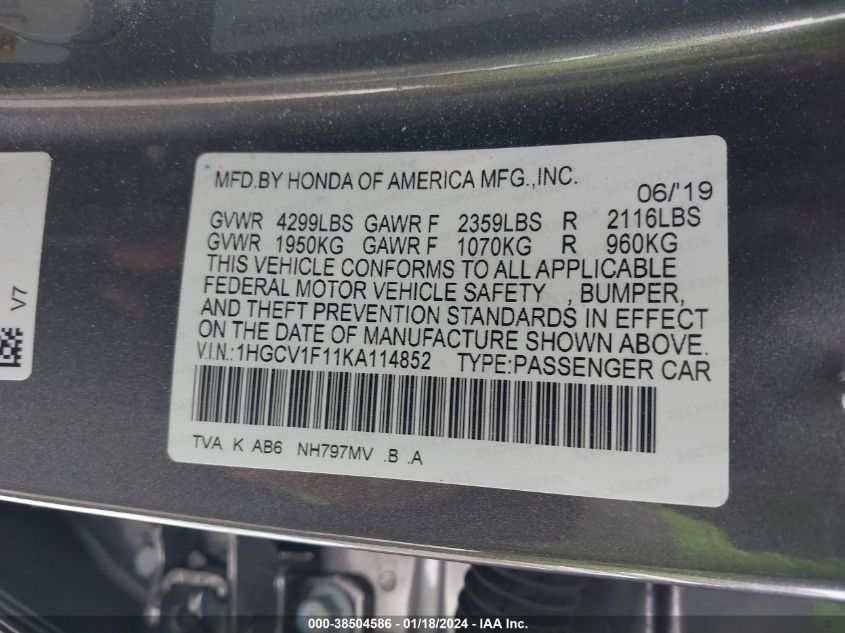 MFD.BY HONDA OF AMERICA MFG.,INC.
06/'19
GVWR 4299LBS GAWR F 2359LBS R 2116LBS
GVWR 1950KG GAWR F 1070KG R 960KG
THIS VEHICLE CONFORMS TO ALL APPLICABLE
FEDERAL MOTOR VEHICLE SAFETY , BUMPER,
AND THEFT PREVENTION STANDARDS IN EFFECT
ON THE DATE OF MANUFACTURE SHOWN ABOVE.
V.I.N.:1HGCV1F11KA114852 TYPE:PASSENGER CAR
TVA K AB6 NH797MV .B .A
V7
000-38504586 - 01/18/2024 - IAA Inc.